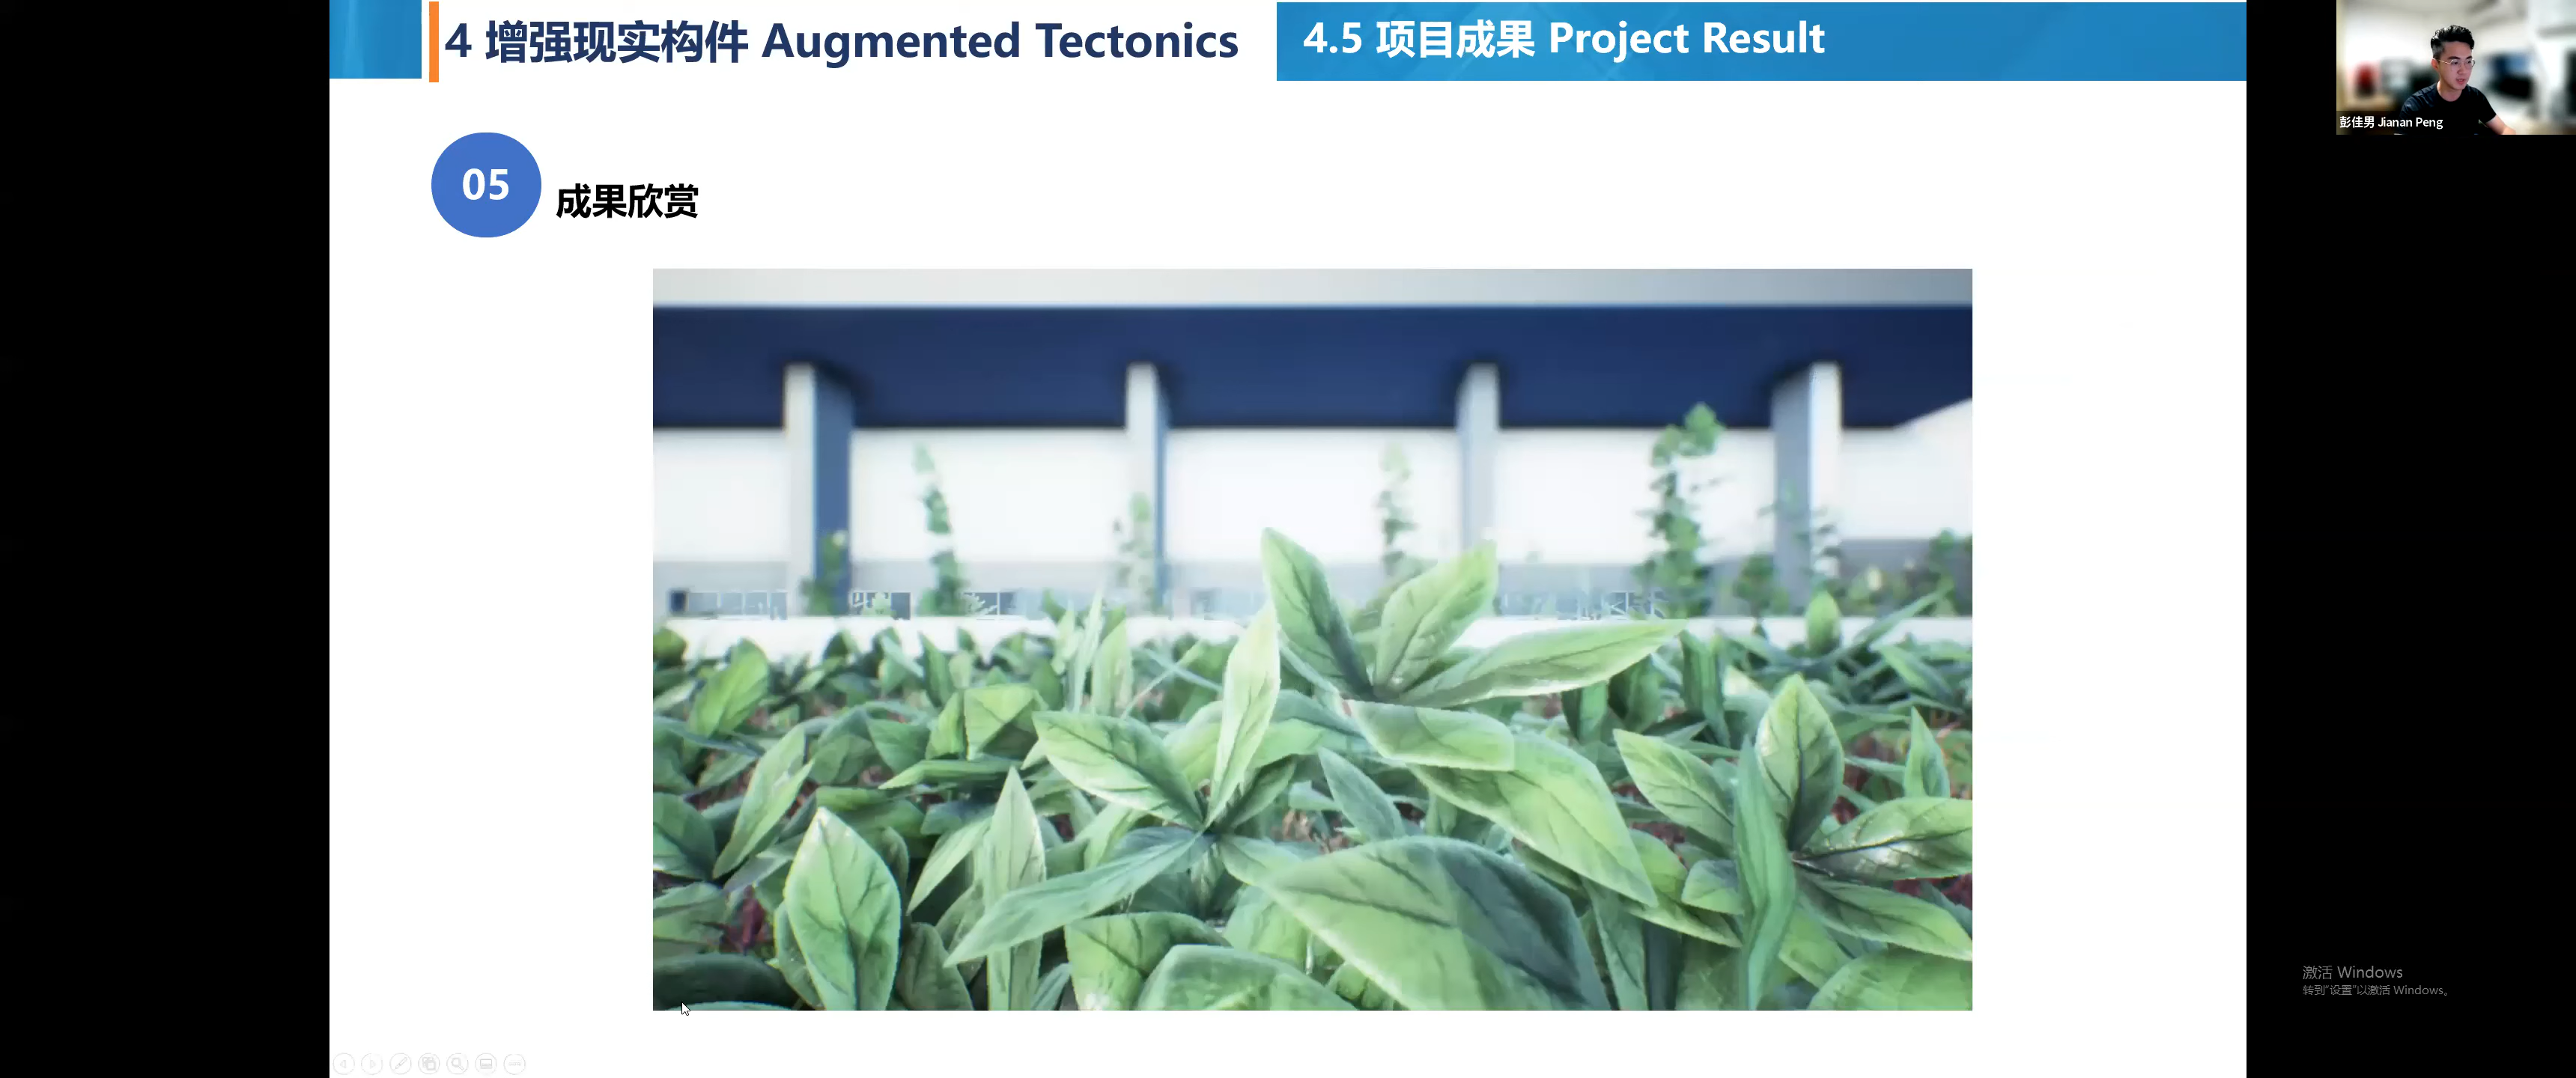 4 增强现实构件 Augmented Tectonics
4.5 项目成果 Project Result
彭佳男 Jianan Peng
05
成果欣赏
激活 Windows
转到"设置"以激活 Windows。